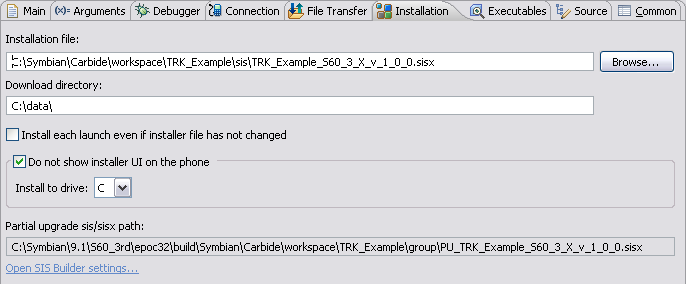 Main Arguments Debugger Connection File Transfer Installation Executables Source Common
Installation file:
C:\Symbian\Carbide\workspace\TRK_Example\sis\TRK_Example_S60_3_X_v_1_0_0.sisx
Browse...
Download directory:
C:\data\
Install each launch even if installer file has not changed
Do not show installer UI on the phone
Install to drive: C
Partial upgrade sis/sisx path:
C:\Symbian\9.1\S60_3rd\epoc32\build\Symbian\Carbide\workspace\TRK_Example\group\PU_TRK_Example_S60_3_X_v_1_0_0.sisx
Open SIS Builder settings...